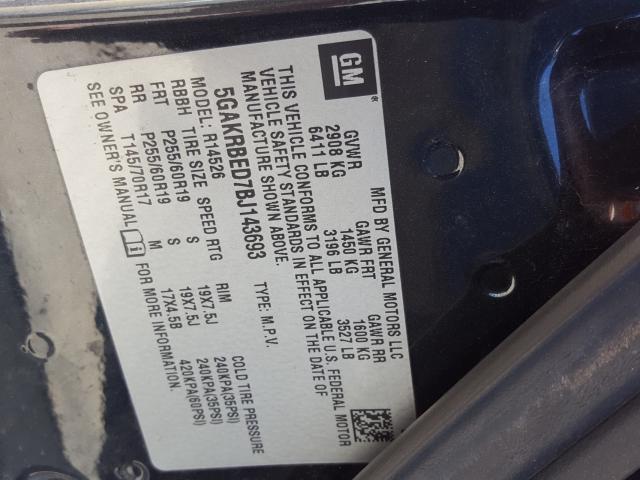 GM
®
MFD BY GENERAL MOTORS LLC
GVWR GAWR FRT GAWR RR
2908 KG 1450 KG 1600 KG
6411 LB 3196 LB 3527 LB
THIS VEHICLE CONFORMS TO ALL APPLICABLE U.S. FEDERAL MOTOR
VEHICLE SAFETY STANDARDS IN EFFECT ON THE DATE OF
MANUFACTURE SHOWN ABOVE.
5GAKRBED7BJ143693 TYPE: M.P.V.
MODEL: R14526
RBBH TIRE SIZE SPEED RTG RIM COLD TIRE PRESSURE
FRT P255/60R19 S 19X7.5J 240KPA(35PSI)
RR P255/60R19 S 19X7.5J 240KPA(35PSI)
SPA T145/70R17 M 17X4.5B 420KPA(60PSI)
SEE OWNER'S MANUAL FOR MORE INFORMATION.